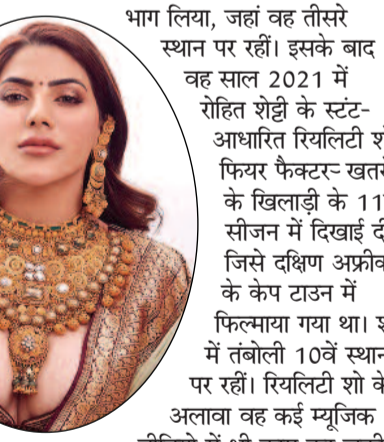 भाग लिया, जहां वह तीसरे
स्थान पर रहीं। इसके बाद
वह साल 2021 में
रोहित शेट्टी के स्टंट-
आधारित रियलिटी
फियर फैक्टर-
के खिलाड़ी के
सीजन में दिखाई
जिसे दक्षिण
के केप टाउन में
फिल्माया गया था।
में तंबोली 10वें
पर रहीं। रियलिटी शो
अलावा वह कई म्यूजिक